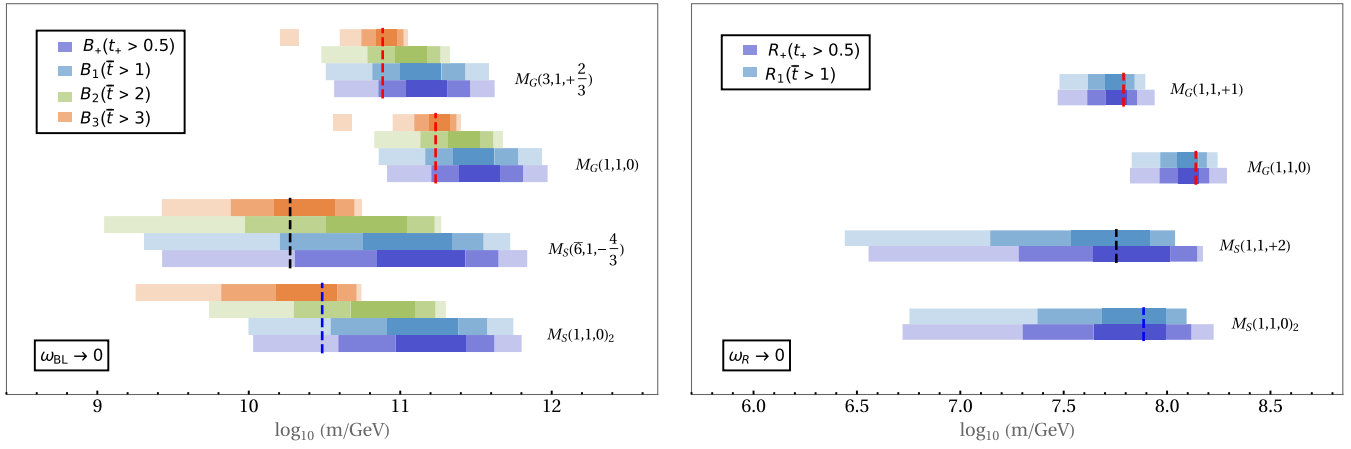 B₊(t₊ > 0.5)
B₁(t̄ > 1)
B₂(t̄ > 2)
B₃(t̄ > 3)
M_G(3,1,+2/3)
M_G(1,1,0)
M_S(6̄,1,−4/3)
M_S(1,1,0)₂
ω_BL → 0
9 10 11 12
log₁₀ (m/GeV)
R₊(t₊ > 0.5)
R₁(t̄ > 1)
M_G(1,1,+1)
M_G(1,1,0)
M_S(1,1,+2)
M_S(1,1,0)₂
ω_R → 0
6.0 6.5 7.0 7.5 8.0 8.5
log₁₀ (m/GeV)